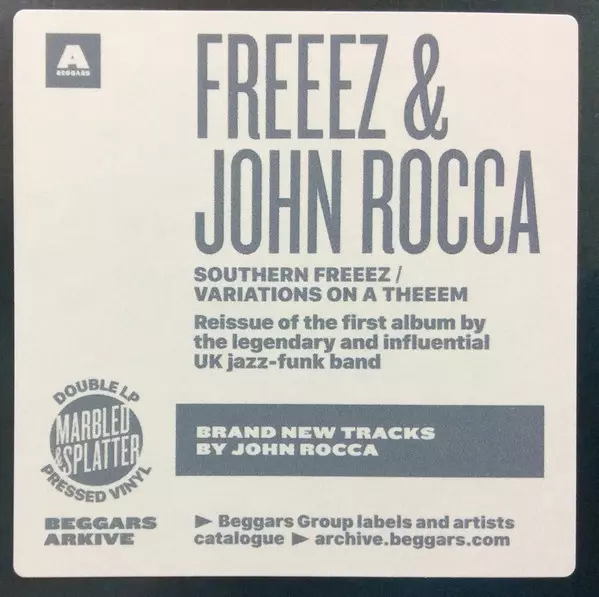 A
BEGGARS
FREEEZ &
JOHN ROCCA
SOUTHERN FREEEZ /
VARIATIONS ON A THEEEM
Reissue of the first album by
the legendary and influential
UK jazz-funk band
DOUBLE LP
MARBLED
& SPLATTER
PRESSED VINYL
BRAND NEW TRACKS
BY JOHN ROCCA
BEGGARS
ARKIVE
► Beggars Group labels and artists
catalogue ► archive.beggars.com